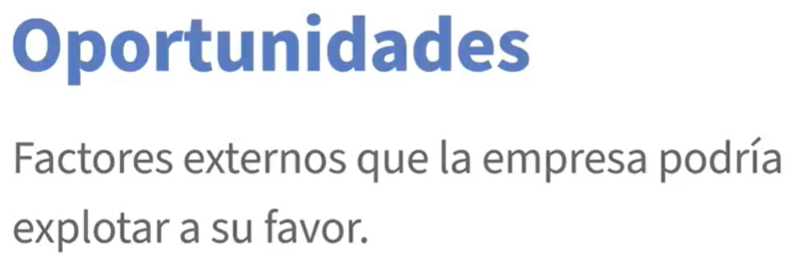 Oportunidades
Factores externos que la empresa podría
explotar a su favor.